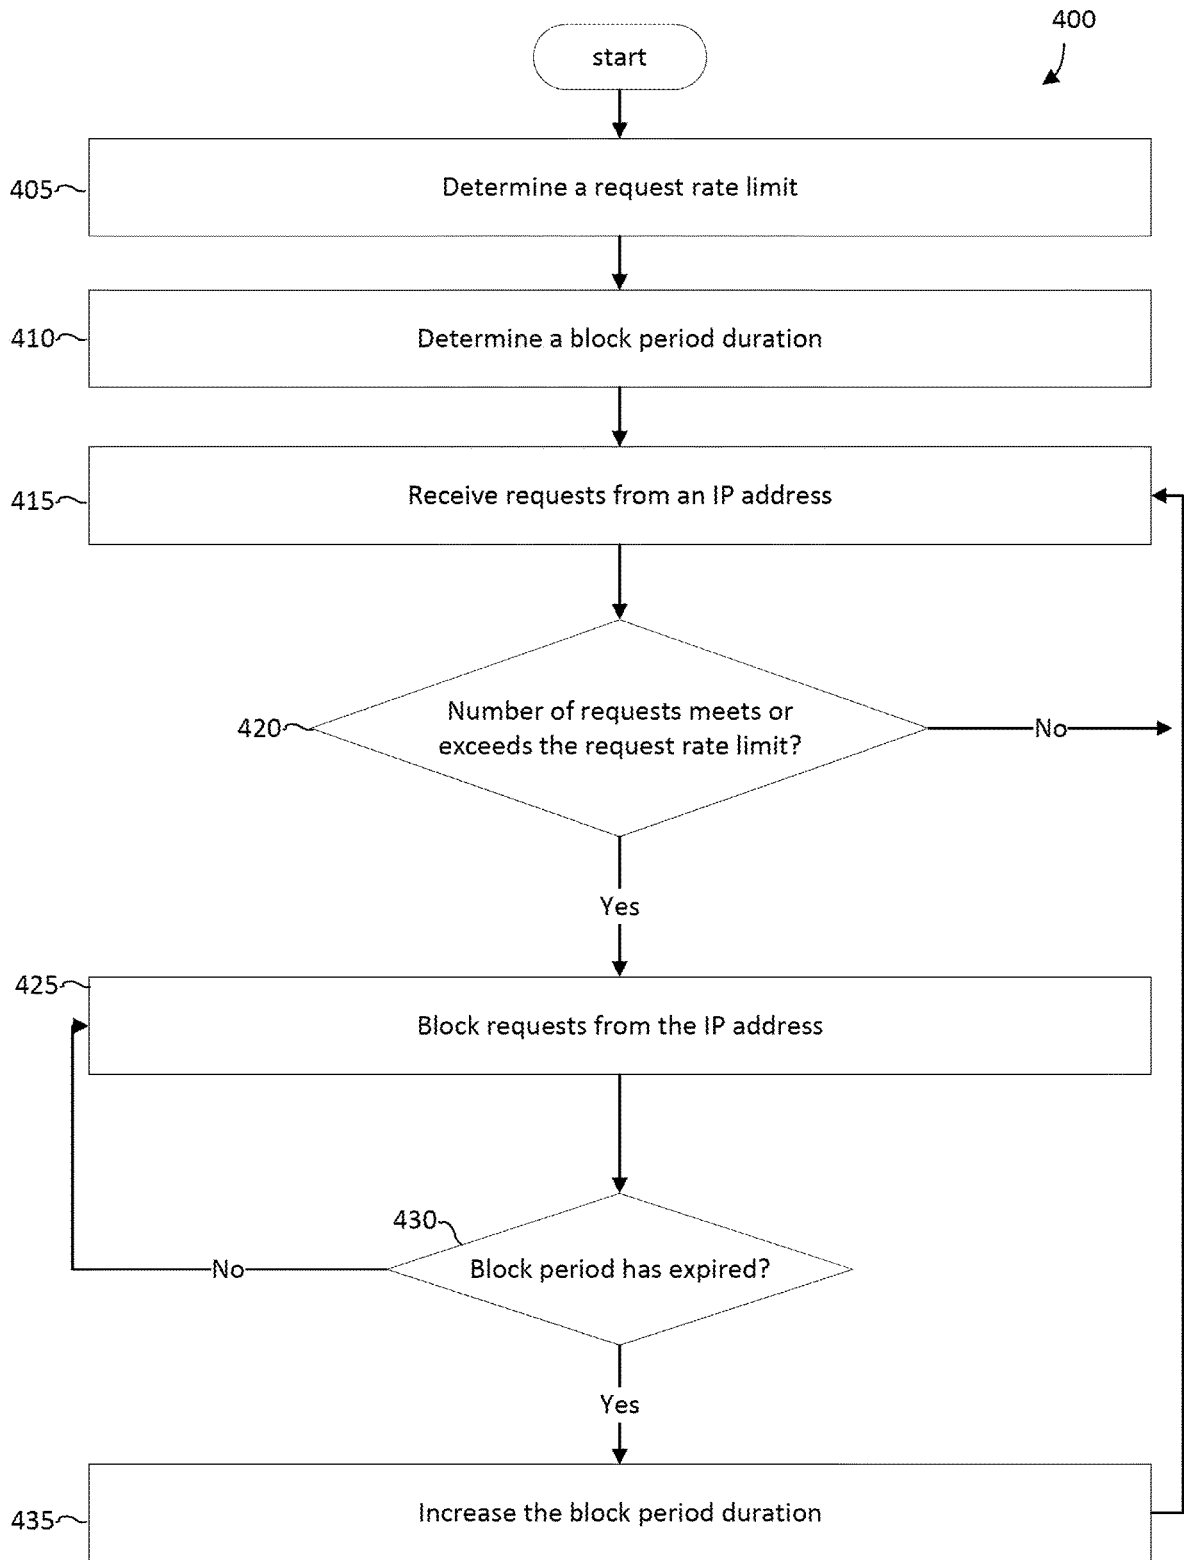 400
start
405
Determine a request rate limit
410
Determine a block period duration
415
Receive requests from an IP address
420
Number of requests meets or
exceeds the request rate limit?
No
Yes
425
Block requests from the IP address
430
Block period has expired?
No
Yes
435
Increase the block period duration